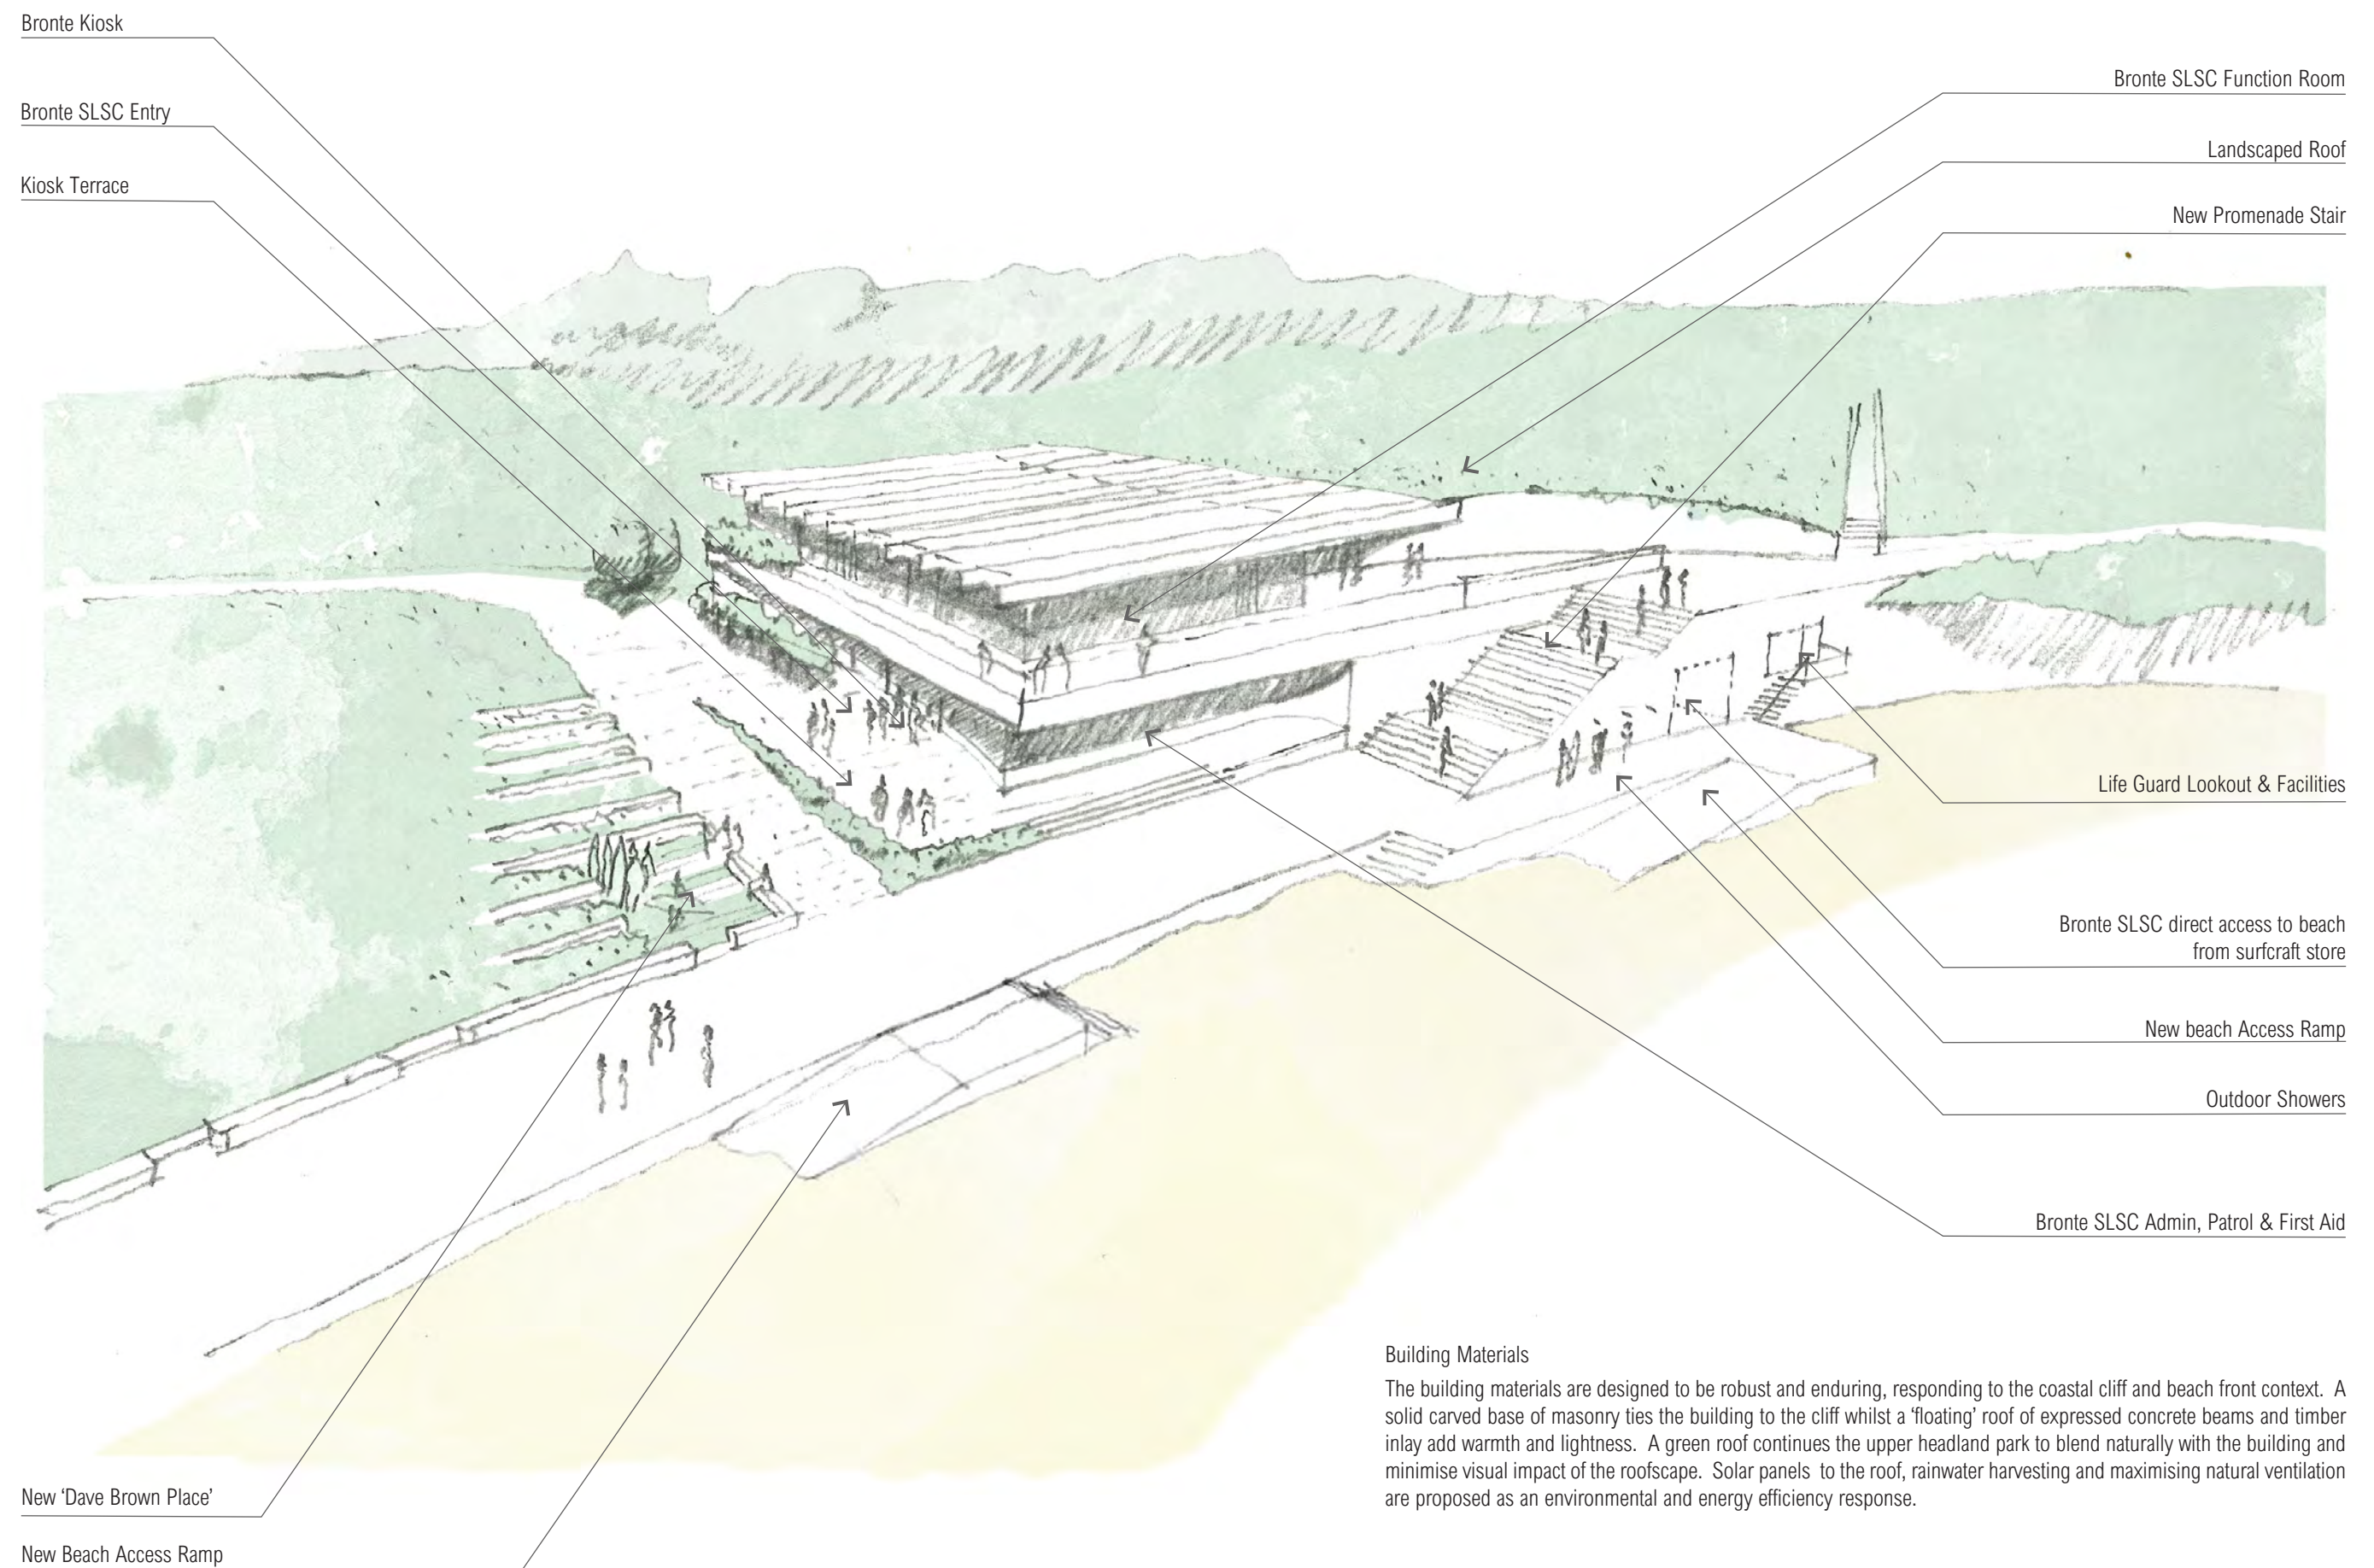 Bronte Kiosk
Bronte SLSC Entry
Kiosk Terrace
Bronte SLSC Function Room
Landscaped Roof
New Promenade Stair
Life Guard Lookout & Facilities
Bronte SLSC direct access to beach
from surfcraft store
New beach Access Ramp
Outdoor Showers
Bronte SLSC Admin, Patrol & First Aid
Building Materials
The building materials are designed to be robust and enduring, responding to the coastal cliff and beach front context.  A
solid carved base of masonry ties the building to the cliff whilst a ‘floating’ roof of expressed concrete beams and timber
inlay add warmth and lightness.  A green roof continues the upper headland park to blend naturally with the building and
minimise visual impact of the roofscape.  Solar panels  to the roof, rainwater harvesting and maximising natural ventilation
are proposed as an environmental and energy efficiency response.
New ‘Dave Brown Place’
New Beach Access Ramp